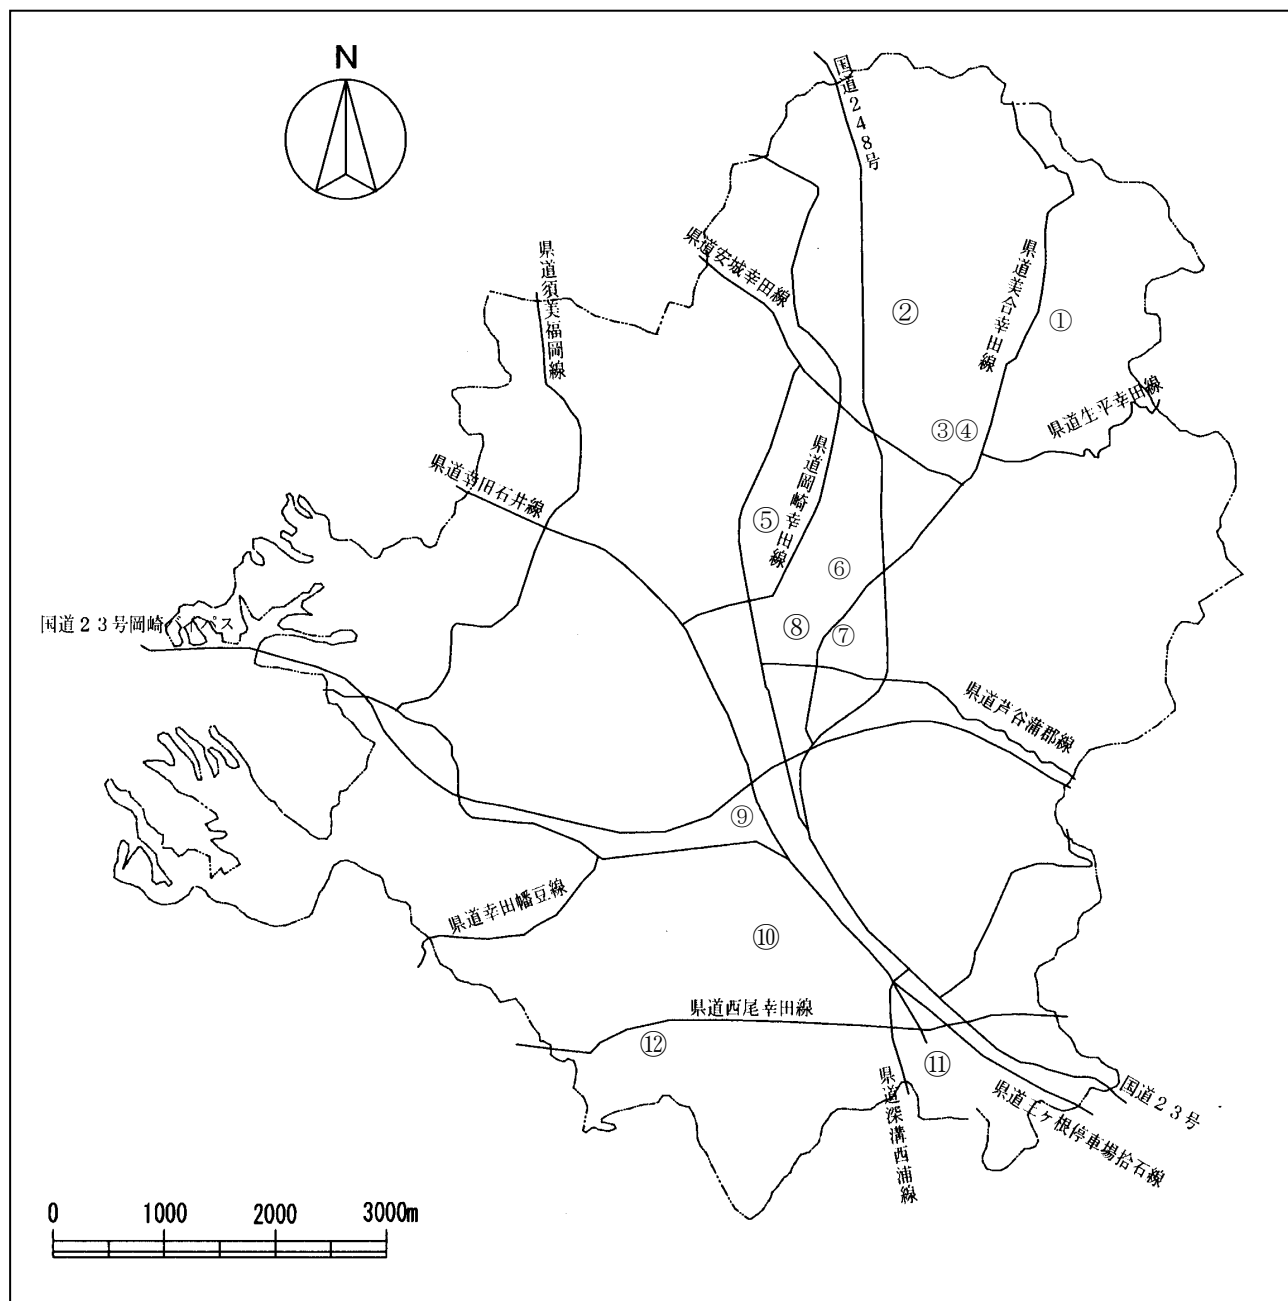 N
国道248号
県道安城幸田線
県道須美福岡線
県道美合幸田線
②
①
県道生平幸田線
③④
県道岡崎幸田線
県道幸田石井線
⑤
⑥
国道23号岡崎バイパス
⑧
⑦
県道芦谷蒲郡線
⑨
県道幸田幡豆線
⑩
県道西尾幸田線
⑫
⑪
県道深溝西浦線
国道23号
県道三ケ根停車場拾石線
0 1000 2000 3000m